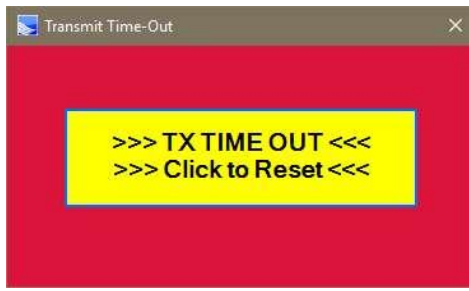 Transmit Time-Out
>>> TX TIME OUT <<<
>>> Click to Reset <<<